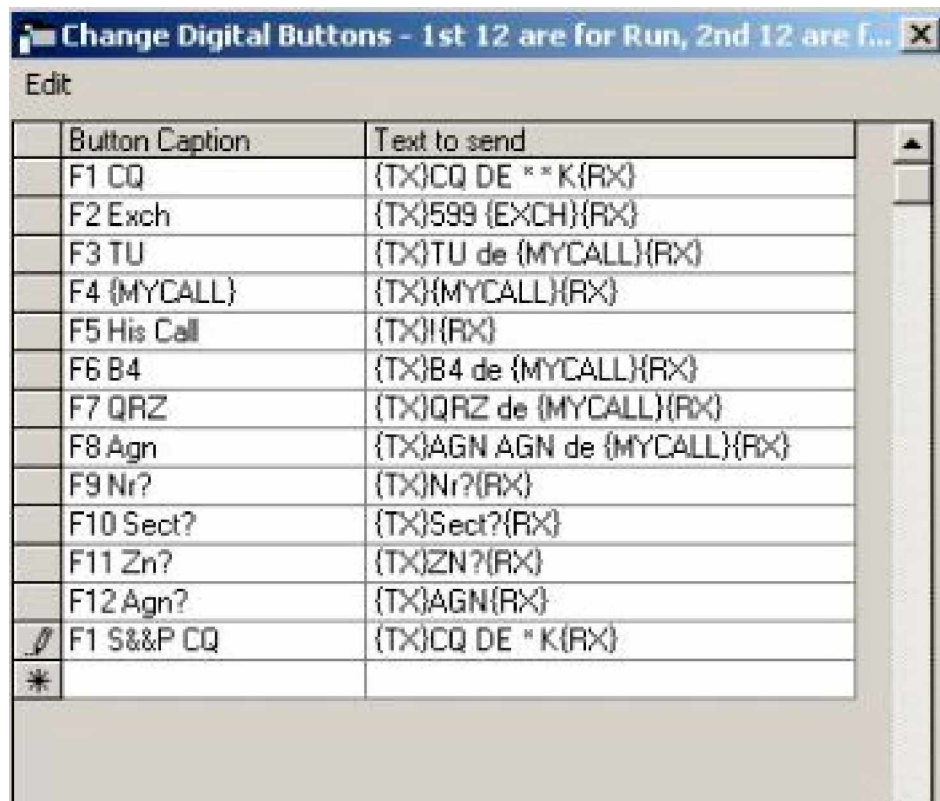 Change Digital Buttons - 1st 12 are for Run, 2nd 12 are f...
Edit
Button Caption Text to send
F1 CQ {TX}CQ DE * * K{RX}
F2 Exch {TX}599 {EXCH}{RX}
F3 TU {TX}TU de {MYCALL}{RX}
F4 {MYCALL} {TX}{MYCALL}{RX}
F5 His Call {TX}!{RX}
F6 B4 {TX}B4 de {MYCALL}{RX}
F7 QRZ {TX}QRZ de {MYCALL}{RX}
F8 Agn {TX}AGN AGN de {MYCALL}{RX}
F9 Nr? {TX}Nr?{RX}
F10 Sect? {TX}Sect?{RX}
F11 Zn? {TX}ZN?{RX}
F12 Agn? {TX}AGN{RX}
F1 S&&P CQ {TX}CQ DE * K{RX}